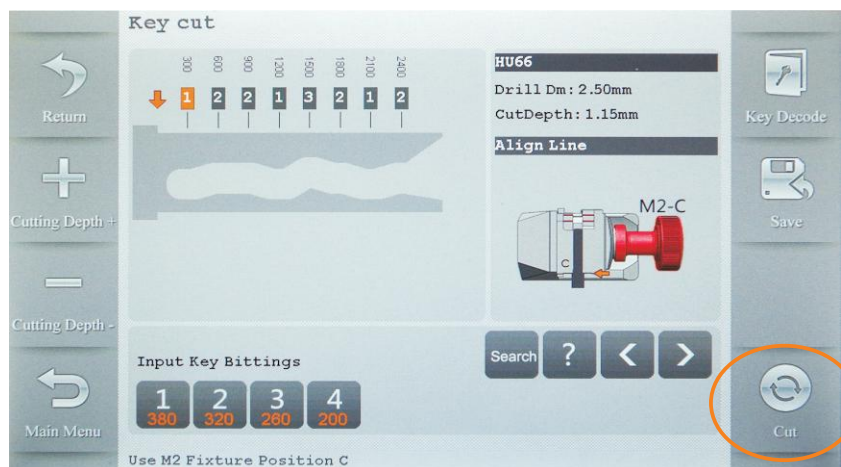 Key cut
Return
Cutting Depth +
Cutting Depth -
Main Menu
300 600 900 1200 1500 1800 2100 2400
1 2 2 1 3 2 1 2
HU66
Drill Dm: 2.50mm
CutDepth: 1.15mm
Align Line
M2-C
C
Input Key Bittings
1 2 3 4
380 320 260 200
Search ? < >
Use M2 Fixture Position C
Key Decode
Save
Cut